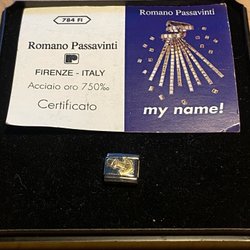 784 FI
Romano Passavinti
FIRENZE - ITALY
Acciaio oro 750‰
Certificato
Romano Passavinti
my name!